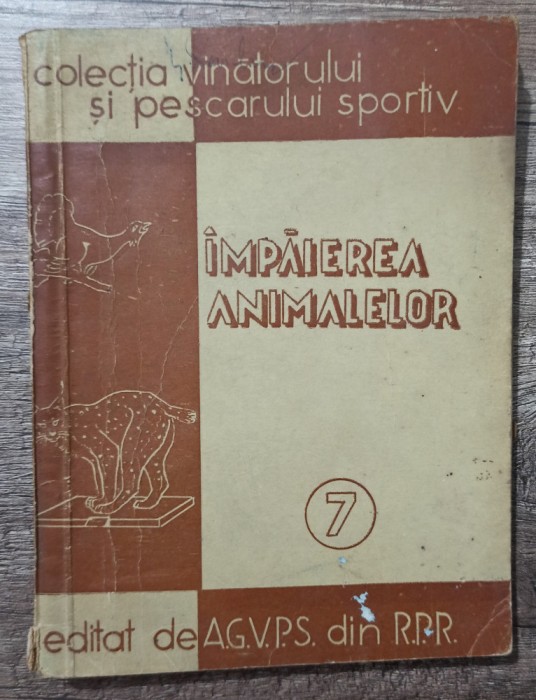 colecția vînătorului
și pescarului sportiv
ÎMPĂIEREA
ANIMALELOR
7
editat de A.G.V.P.S. din R.P.R.